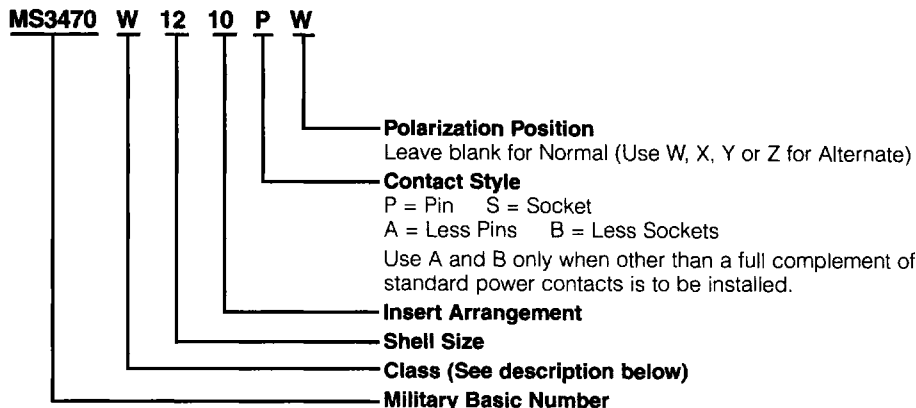 MS3470 W 12 10 P W
Polarization Position
Leave blank for Normal (Use W, X, Y or Z for Alternate)
Contact Style
P = Pin S = Socket
A = Less Pins B = Less Sockets
Use A and B only when other than a full complement of
standard power contacts is to be installed.
Insert Arrangement
Shell Size
Class (See description below)
Military Basic Number